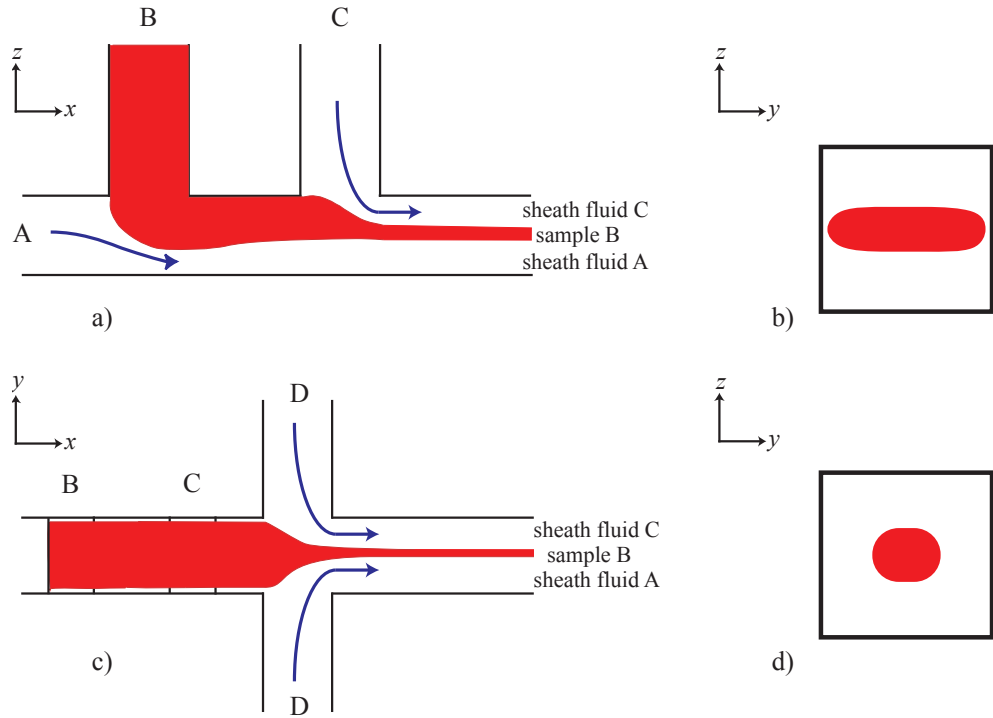 B
C
z
x
A
sheath fluid C
sample B
sheath fluid A
a)
z
y
b)
y
x
D
B
C
sheath fluid C
sample B
sheath fluid A
c)
D
z
y
d)